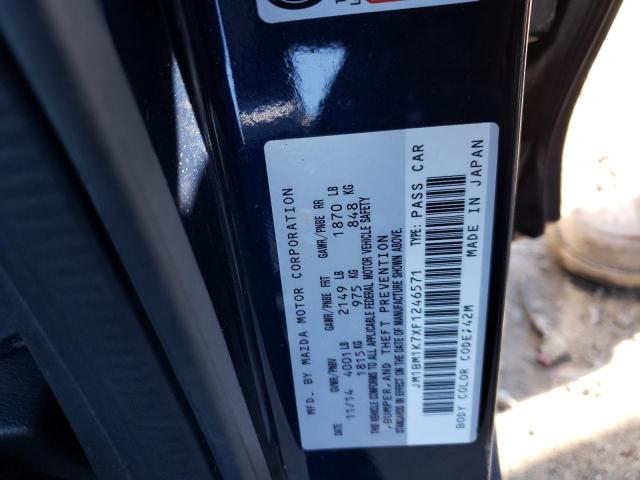 MFD. BY MAZDA MOTOR CORPORATION
GVWR/PNBV GAWR/PNBE FRT GAWR/PNBE RR
DATE 4001 LB 2149 LB 1870 LB
11/14 1815 KG 975 KG 848 KG
THIS VEHICLE CONFORMS TO ALL APPLICABLE FEDERAL MOTOR VEHICLE SAFETY
,BUMPER,AND THEFT PREVENTION
STANDARDS IN EFFECT ON THE DATE OF MANUFACTURE SHOWN ABOVE.
JM1BM1K7XF1246571 TYPE: PASS CAR
BODY COLOR CODE;42M MADE IN JAPAN